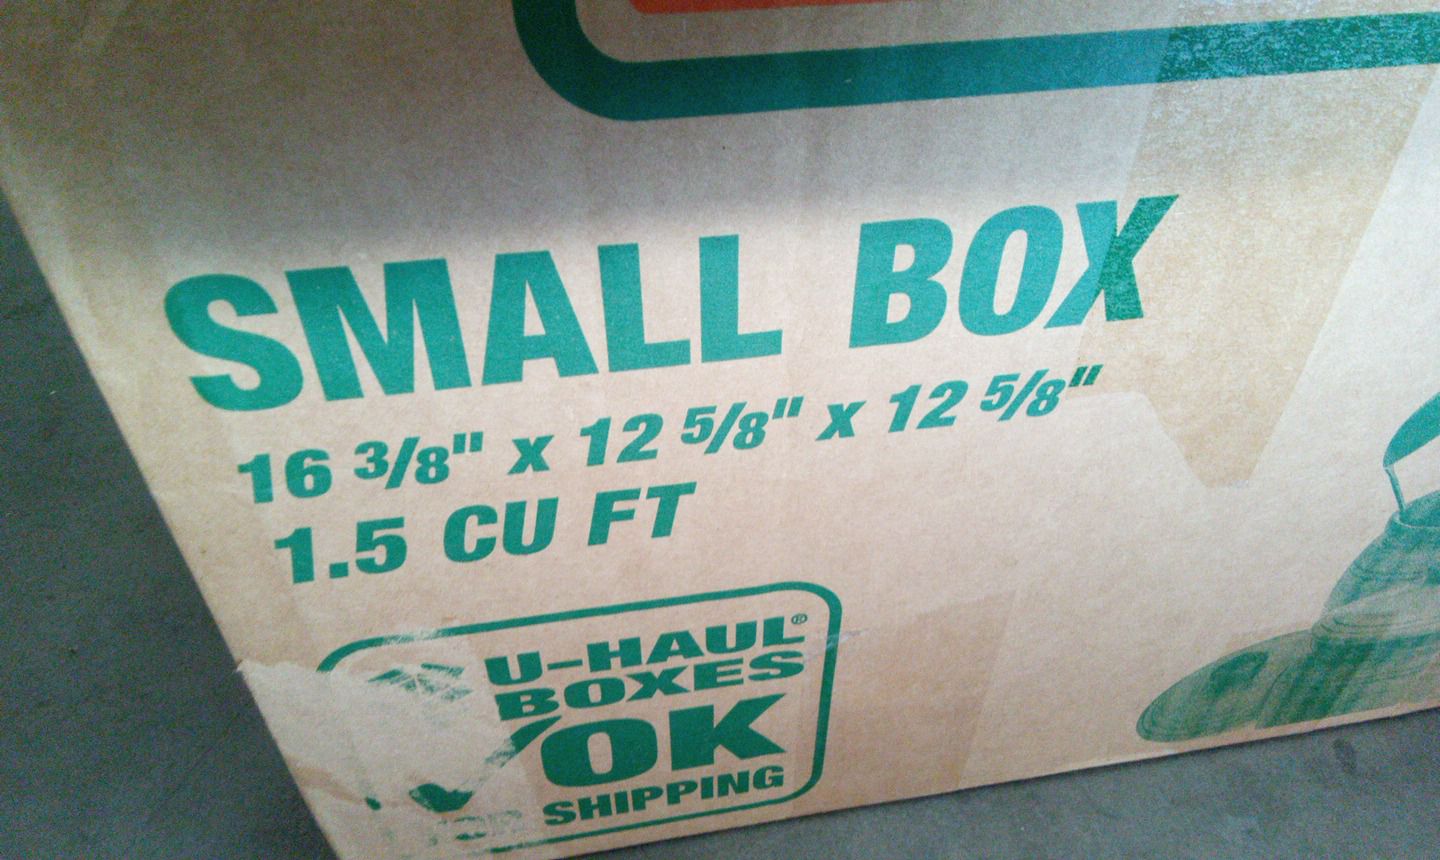 SMALL BOX
16 3/8" x 12 5/8" x 12 5/8"
1.5 CU FT
U-HAUL®
BOXES
OK
FOR SHIPPING